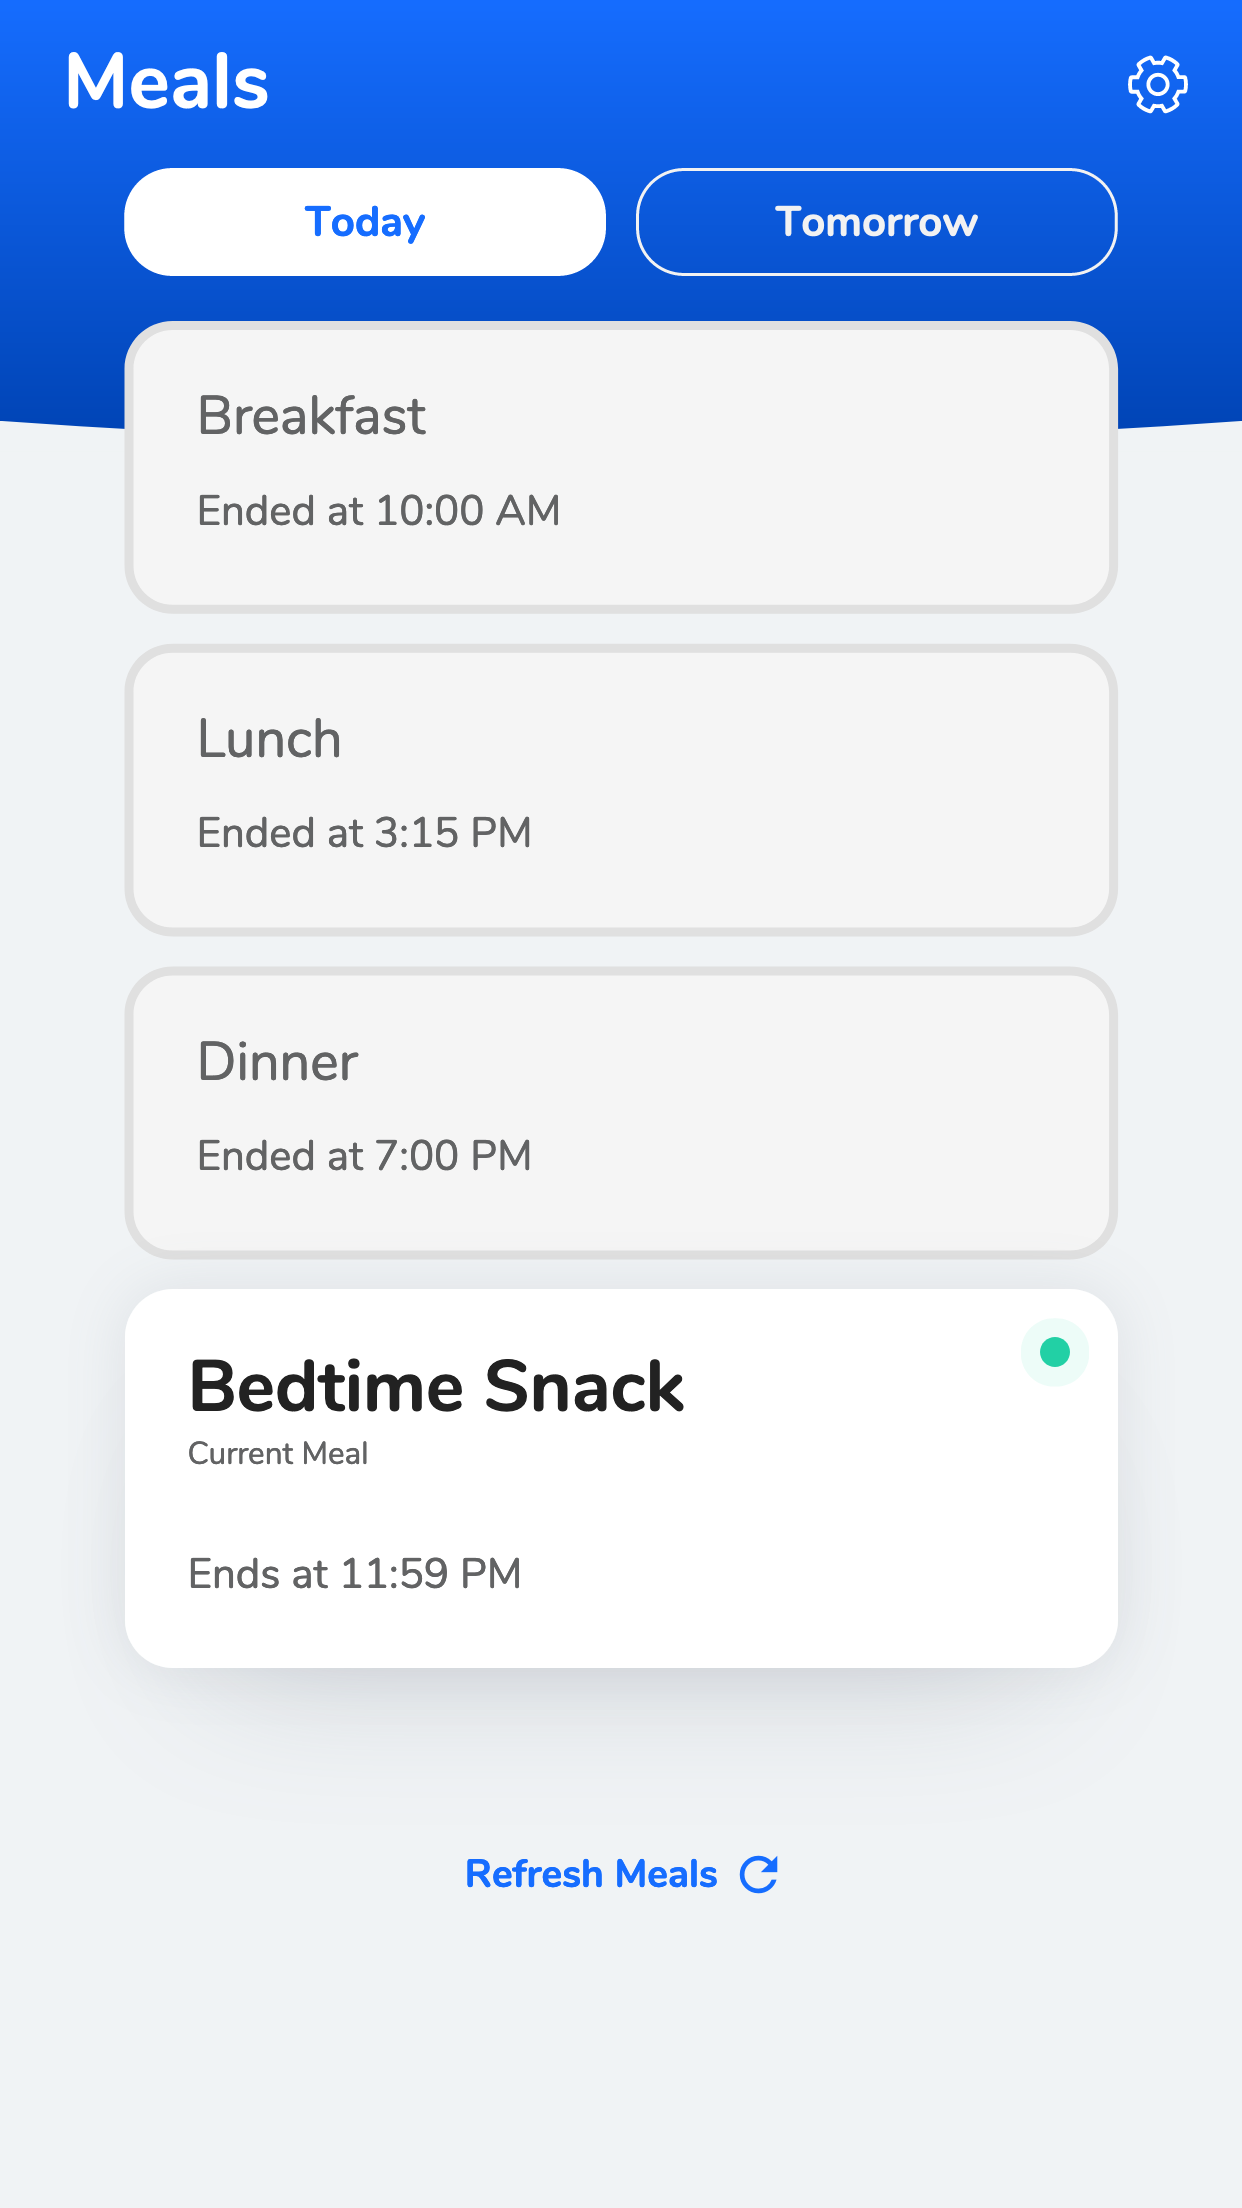 Meals
Today
Tomorrow
Breakfast
Ended at 10:00 AM
Lunch
Ended at 3:15 PM
Dinner
Ended at 7:00 PM
Bedtime Snack
Current Meal
Ends at 11:59 PM
Refresh Meals